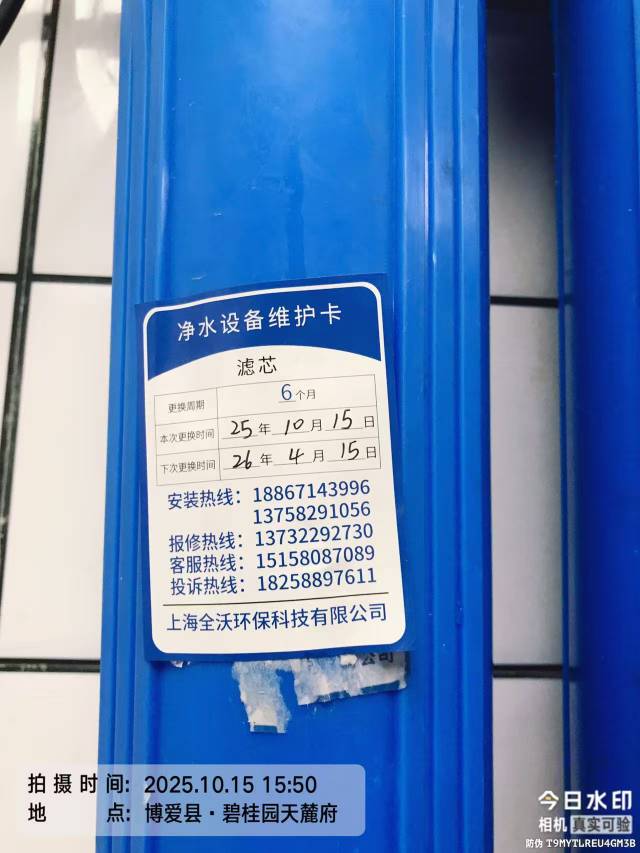 净水设备维护卡
滤芯
更换周期 6个月
本次更换时间 25年10月15日
下次更换时间 26年4月15日
安装热线：18867143996
13758291056
报修热线：13732292730
客服热线：15158087089
投诉热线：18258897611
上海全沃环保科技有限公司
公司
拍摄时间：2025.10.15 15:50
地点：博爱县·碧桂园天麓府
今日水印
相机 真实可验
防伪 T9MYTLREU4GM3B